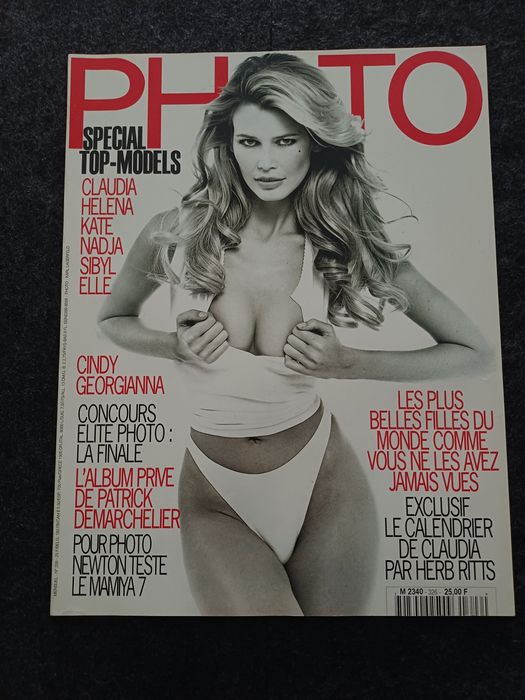 PHOTO
SPECIAL
TOP-MODELS
CLAUDIA
HELENA
KATE
NADJA
SIBYL
ELLE
CINDY
GEORGIANNA
CONCOURS
ELITE PHOTO :
LA FINALE
L'ALBUM PRIVE
DE PATRICK
DEMARCHELIER
POUR PHOTO
NEWTON TESTE
LE MAMIYA 7
LES PLUS
BELLES FILLES DU
MONDE COMME
VOUS NE LES AVEZ
JAMAIS VUES
EXCLUSIF
LE CALENDRIER
DE CLAUDIA
PAR HERB RITTS
M 2340 - 326 - 25,00 F